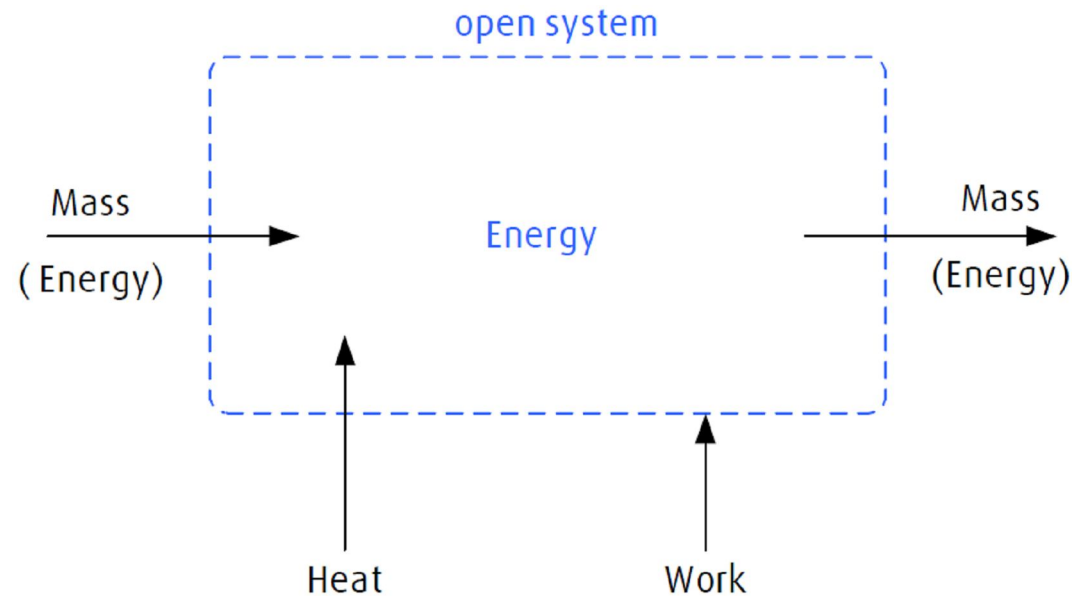 open system
Mass
( Energy)
Energy
Mass
(Energy)
Heat
Work